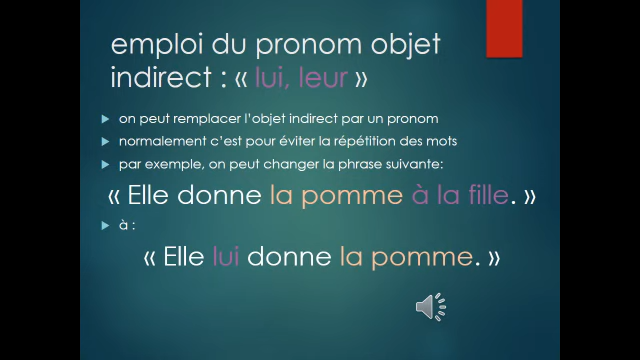 emploi du pronom objet
indirect : « lui, leur »
on peut remplacer l’objet indirect par un pronom
normalement c’est pour éviter la répétition des mots
par exemple, on peut changer la phrase suivante:
« Elle donne la pomme à la fille. »
à :
« Elle lui donne la pomme. »